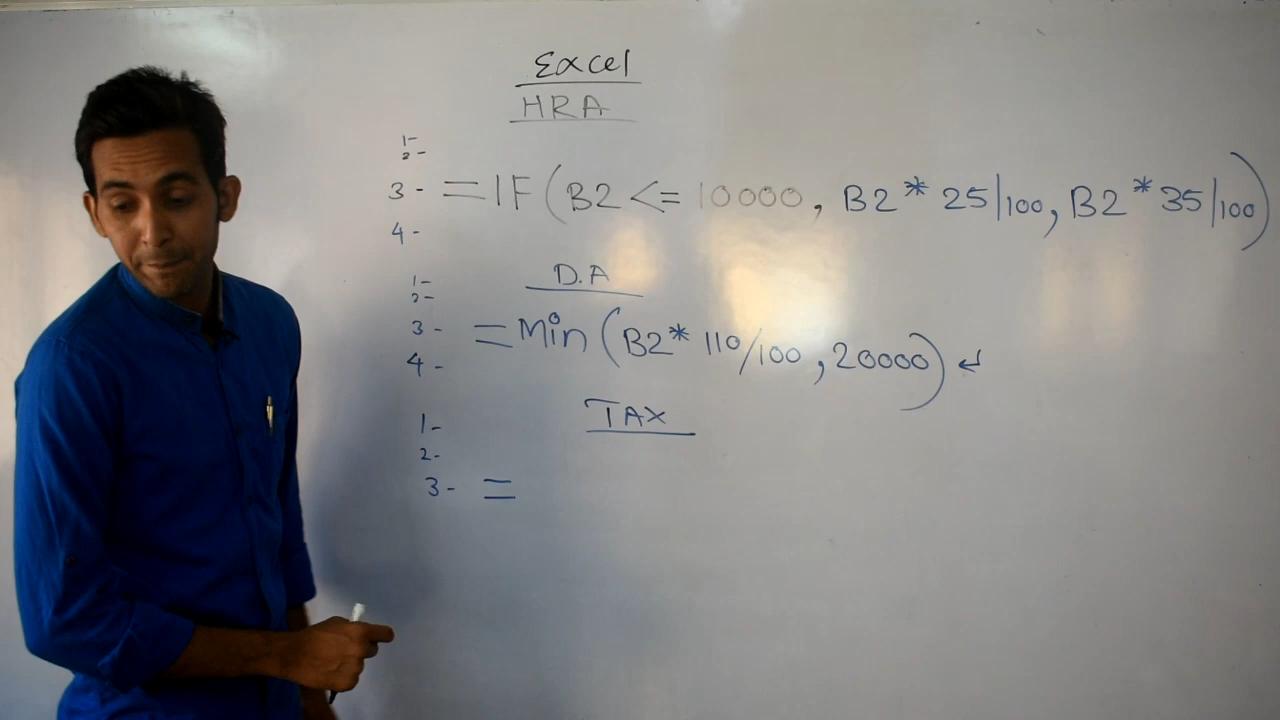 Excel
HRA
1-
2-
3- =IF(B2<=10000, B2*25/100, B2*35/100)
4-
D.A
1-
2-
3- =Min(B2*110/100,20000) ↲
4-
TAX
1-
2-
3- =